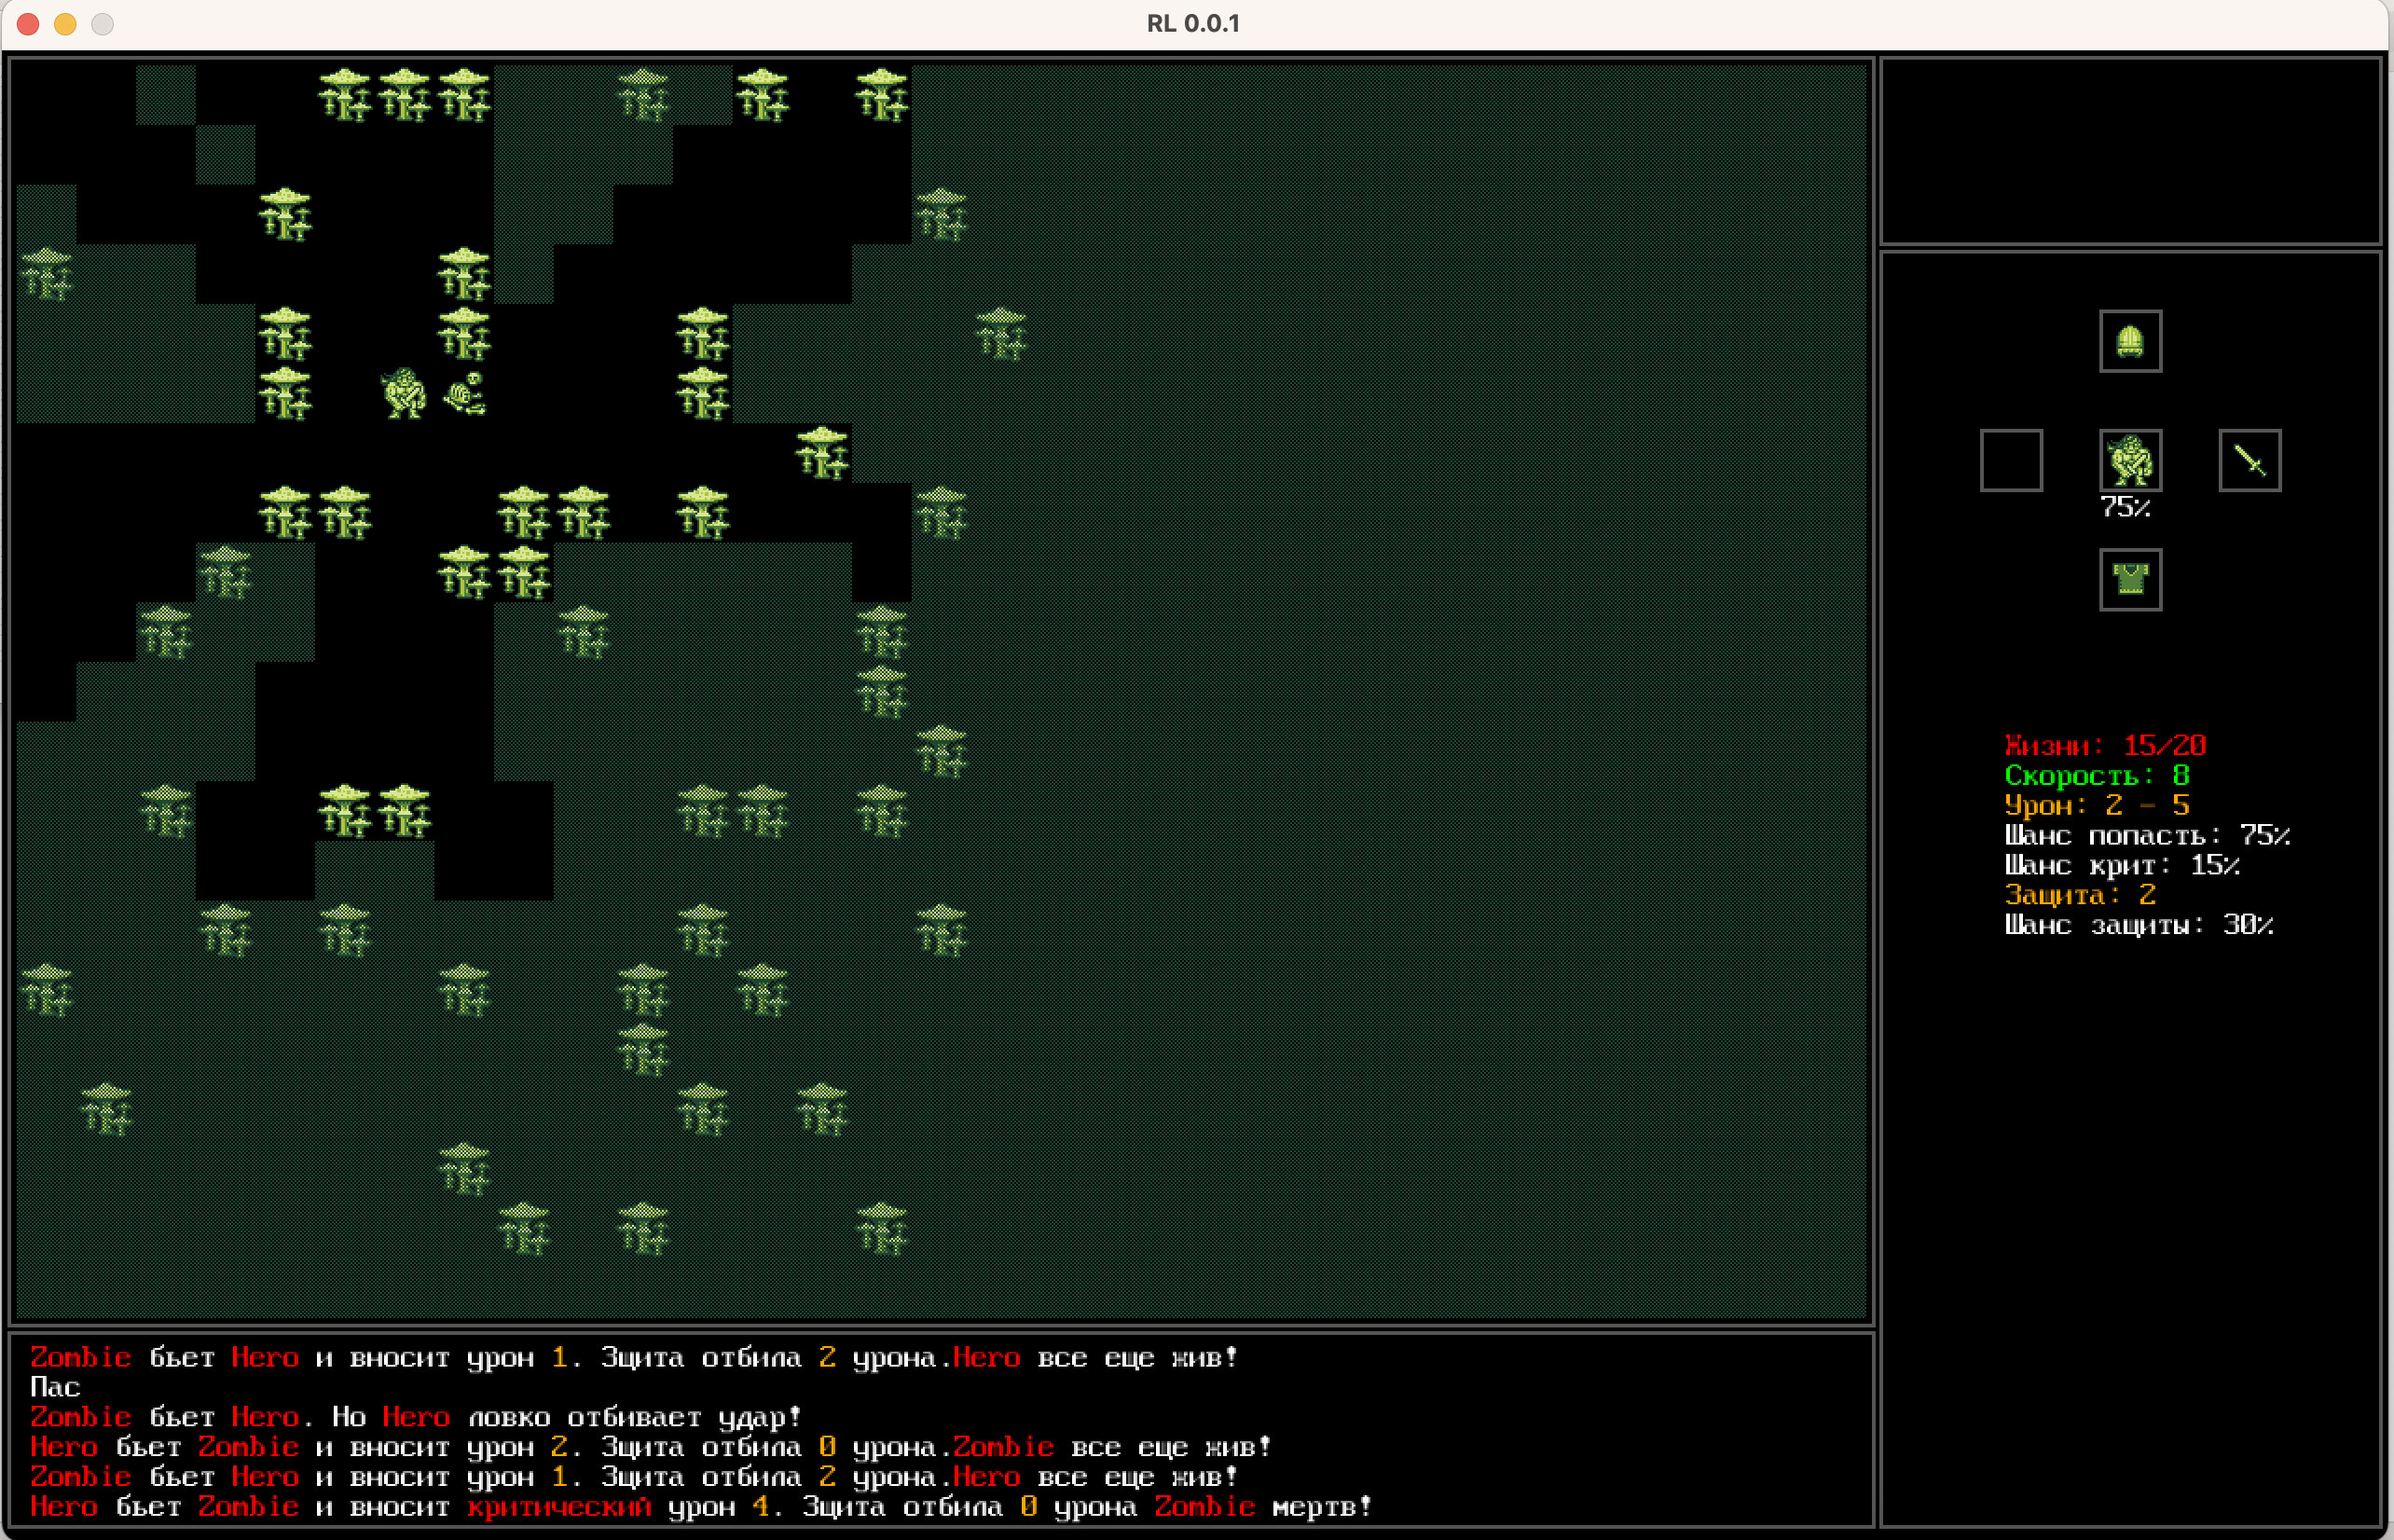 RL 0.0.1
75%
Жизни: 15/20
Скорость: 8
Урон: 2 - 5
Шанс попасть: 75%
Шанс крит: 15%
Защита: 2
Шанс защиты: 30%
Zombie бьет Hero и вносит урон 1. Зщита отбила 2 урона.Hero все еще жив!
Пас
Zombie бьет Hero. Но Hero ловко отбивает удар!
Hero бьет Zombie и вносит урон 2. Зщита отбила 0 урона.Zombie все еще жив!
Zombie бьет Hero и вносит урон 1. Зщита отбила 2 урона.Hero все еще жив!
Hero бьет Zombie и вносит критический урон 4. Зщита отбила 0 урона Zombie мертв!